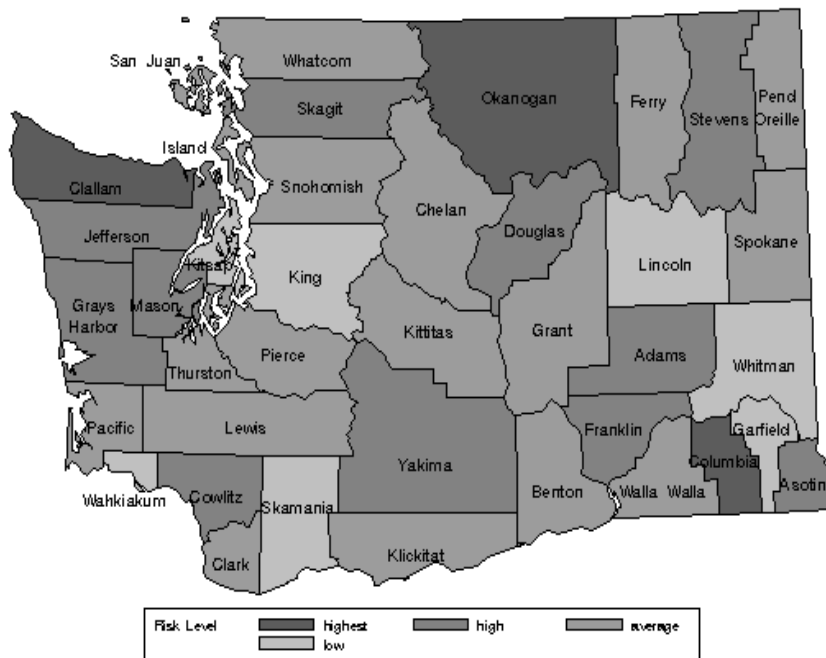 San Juan
Whatcom
Okanogan
Ferry
Stevens
Pend
Oreille
Skagit
Island
Clallam
Snohomish
Chelan
Douglas
Jefferson
Kitsap
King
Lincoln
Spokane
Grays
Harbor
Mason
Kittitas
Grant
Adams
Pierce
Thurston
Whitman
Pacific
Lewis
Franklin
Garfield
Yakima
Columbia
Wahkiakum
Cowlitz
Skamania
Benton
Walla Walla
Asotin
Clark
Klickitat
Risk Level highest high average
low